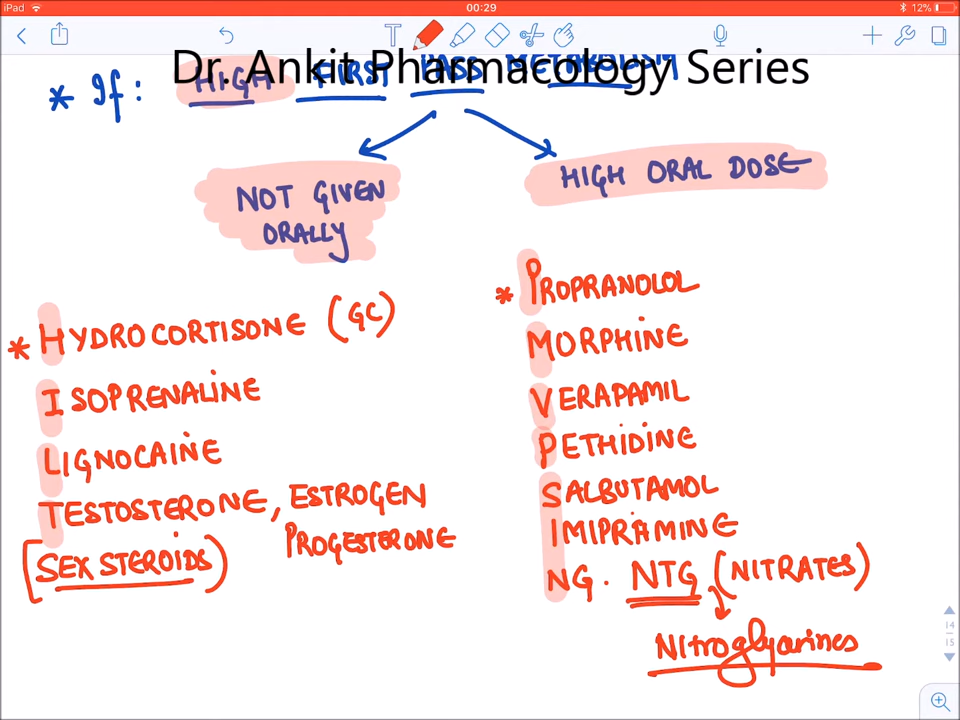 iPad 00:29 12%
T
Dr. Ankit Pharmacology Series
* If: HIGH FIRST PASS METABOLISM
NOT GIVEN ORALLY
HIGH ORAL DOSE
* HYDROCORTISONE (GC)
ISOPRENALINE
LIGNOCAINE
TESTOSTERONE, ESTROGEN,
PROGESTERONE
[SEX STEROIDS)
* PROPRANOLOL
MORPHINE
VERAPAMIL
PETHIDINE
SALBUTAMOL
IMIPRAMINE
NG. NTG (NITRATES)
Nitroglycerines
14
15